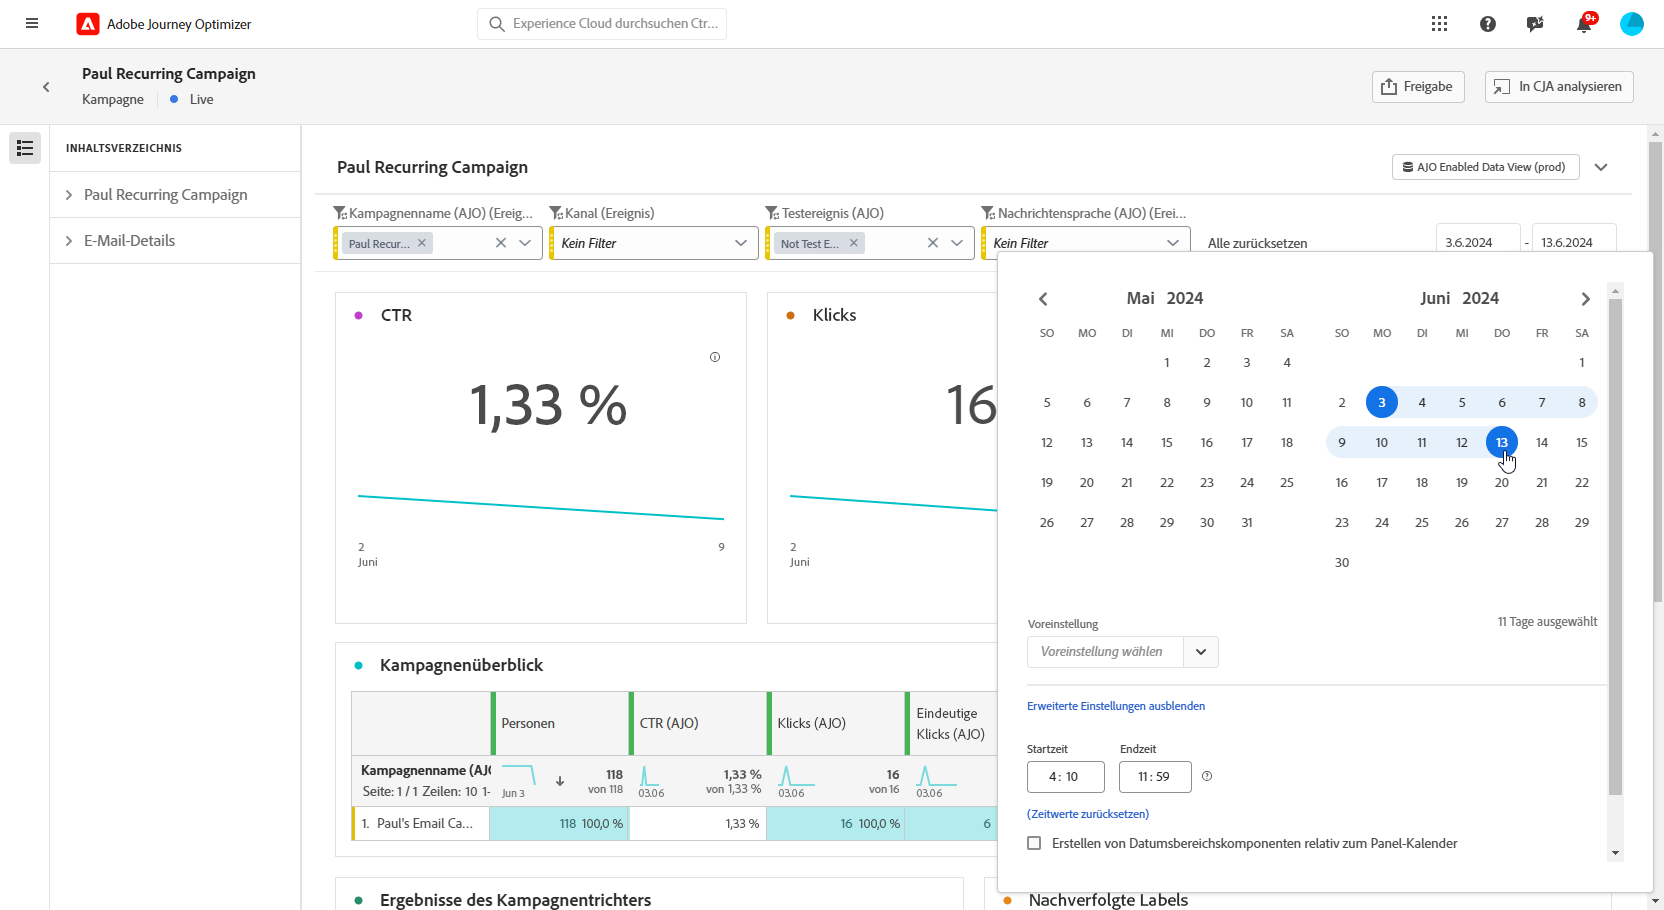 Adobe Journey Optimizer
Experience Cloud durchsuchen Ctr...
9+
Paul Recurring Campaign
Kampagne
Live
Freigabe
In CJA analysieren
INHALTSVERZEICHNIS
Paul Recurring Campaign
E-Mail-Details
Paul Recurring Campaign
AJO Enabled Data View (prod)
Kampagnenname (AJO) (Ereig...
Kanal (Ereignis)
Testereignis (AJO)
Nachrichtensprache (AJO) (Erei...
Paul Recur...
Kein Filter
Not Test E...
Kein Filter
Alle zurücksetzen
3.6.2024 - 13.6.2024
CTR
1,33 %
2
Juni
9
Klicks
16
2
Juni
Mai 2024
SO MO DI MI DO FR SA
1 2 3 4
5 6 7 8 9 10 11
12 13 14 15 16 17 18
19 20 21 22 23 24 25
26 27 28 29 30 31
Juni 2024
SO MO DI MI DO FR SA
1
2 3 4 5 6 7 8
9 10 11 12 13 14 15
16 17 18 19 20 21 22
23 24 25 26 27 28 29
30
11 Tage ausgewählt
Voreinstellung
Voreinstellung wählen
Erweiterte Einstellungen ausblenden
Startzeit
Endzeit
4 : 10
11 : 59
(Zeitwerte zurücksetzen)
Erstellen von Datumsbereichskomponenten relativ zum Panel-Kalender
Kampagnenüberblick
Personen
CTR (AJO)
Klicks (AJO)
Eindeutige
Klicks (AJO)
Kampagnenname (AJ
Seite: 1 / 1 Zeilen: 10 1-
Jun 3
118
von 118
03.06
1,33 %
von 1,33 %
03.06
16
von 16
03.06
1. Paul's Email Ca...
118 100,0 %
1,33 %
16 100,0 %
6
Ergebnisse des Kampagnentrichters
Nachverfolgte Labels